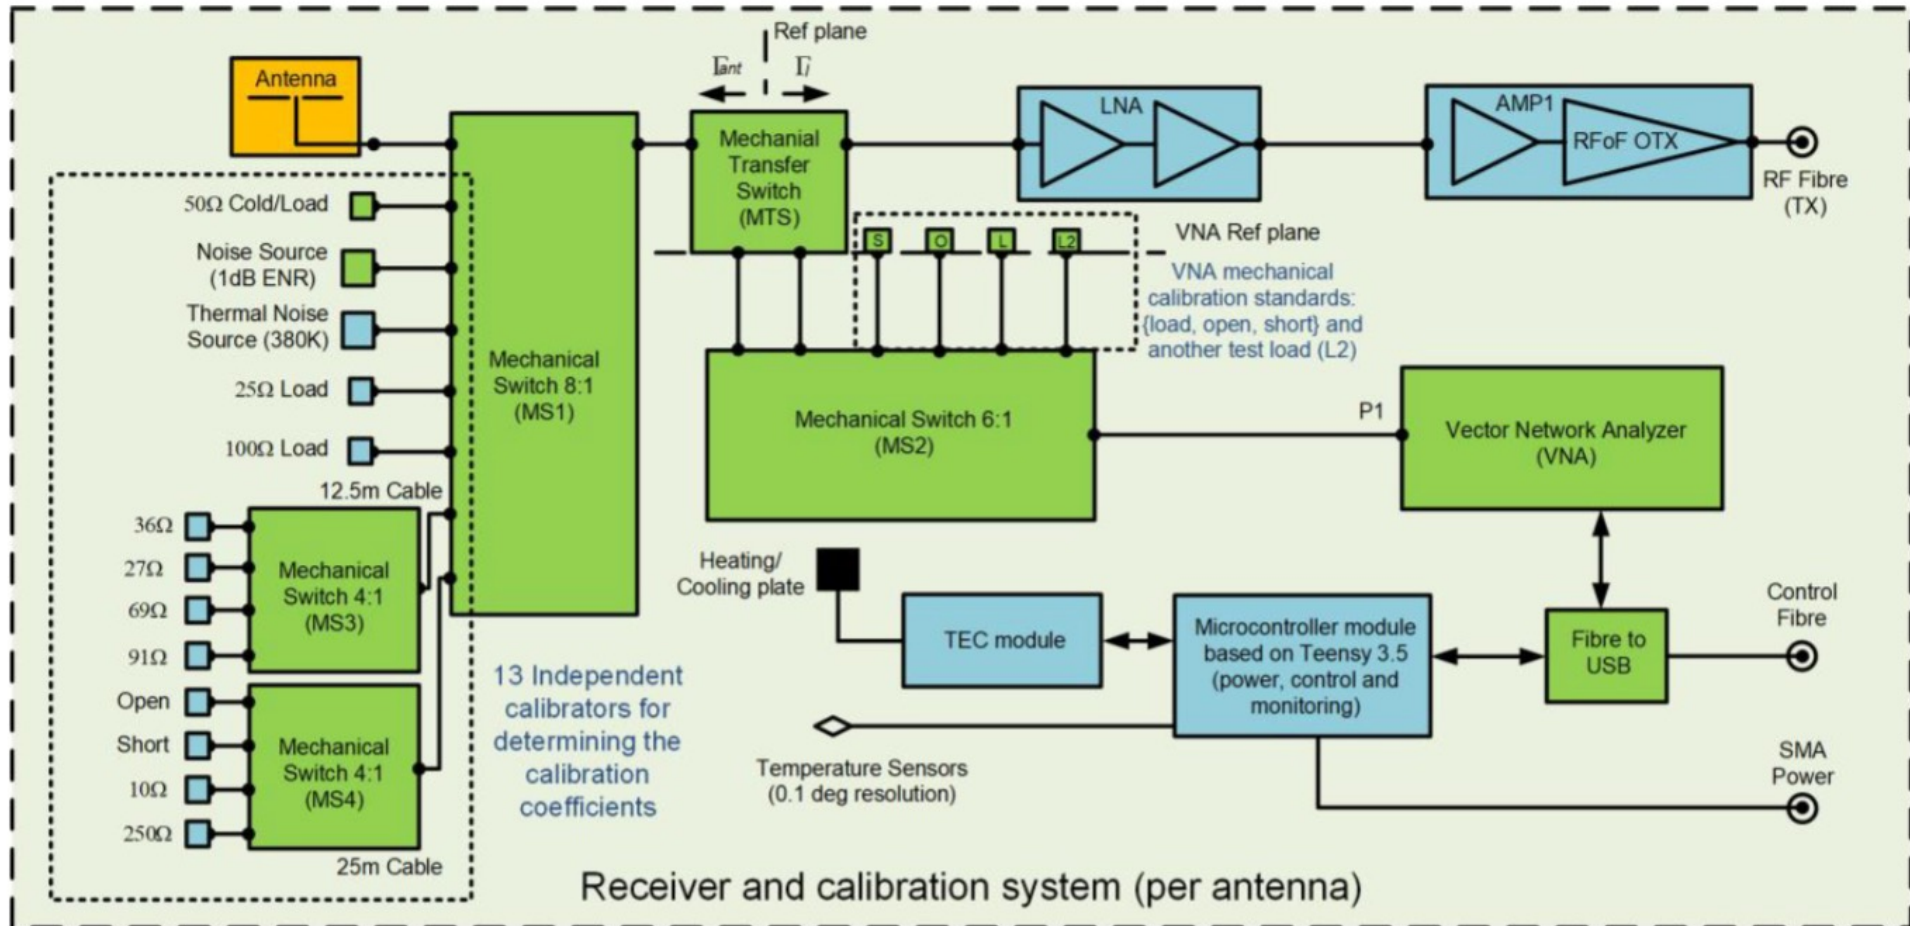 Ref plane
Γant
Γl
Antenna
50Ω Cold/Load
Noise Source
(1dB ENR)
Thermal Noise
Source (380K)
25Ω Load
100Ω Load
12.5m Cable
36Ω
27Ω
69Ω
91Ω
Mechanical
Switch 4:1
(MS3)
Open
Short
10Ω
250Ω
Mechanical
Switch 4:1
(MS4)
25m Cable
Mechanical
Switch 8:1
(MS1)
13 Independent
calibrators for
determining the
calibration
coefficients
Mechanial
Transfer
Switch
(MTS)
LNA
AMP1
RFoF OTX
RF Fibre
(TX)
S
O
L
L2
VNA Ref plane
VNA mechanical
calibration standards:
{load, open, short} and
another test load (L2)
Mechanical Switch 6:1
(MS2)
P1
Vector Network Analyzer
(VNA)
Heating/
Cooling plate
TEC module
Microcontroller module
based on Teensy 3.5
(power, control and
monitoring)
Fibre to
USB
Control
Fibre
Temperature Sensors
(0.1 deg resolution)
SMA
Power
Receiver and calibration system (per antenna)